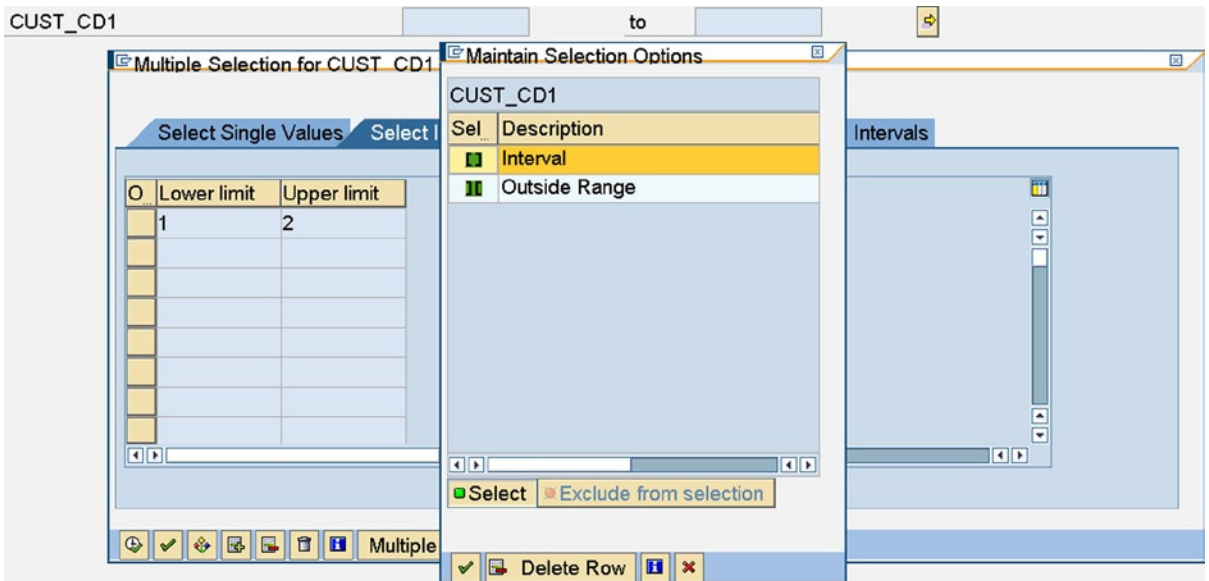 CUST_CD1 to
Multiple Selection for CUST_CD1
Select Single Values Select I Intervals
O... Lower limit Upper limit
1 2
Multiple
Maintain Selection Options
CUST_CD1
Sel... Description
Interval
Outside Range
Select Exclude from selection
Delete Row